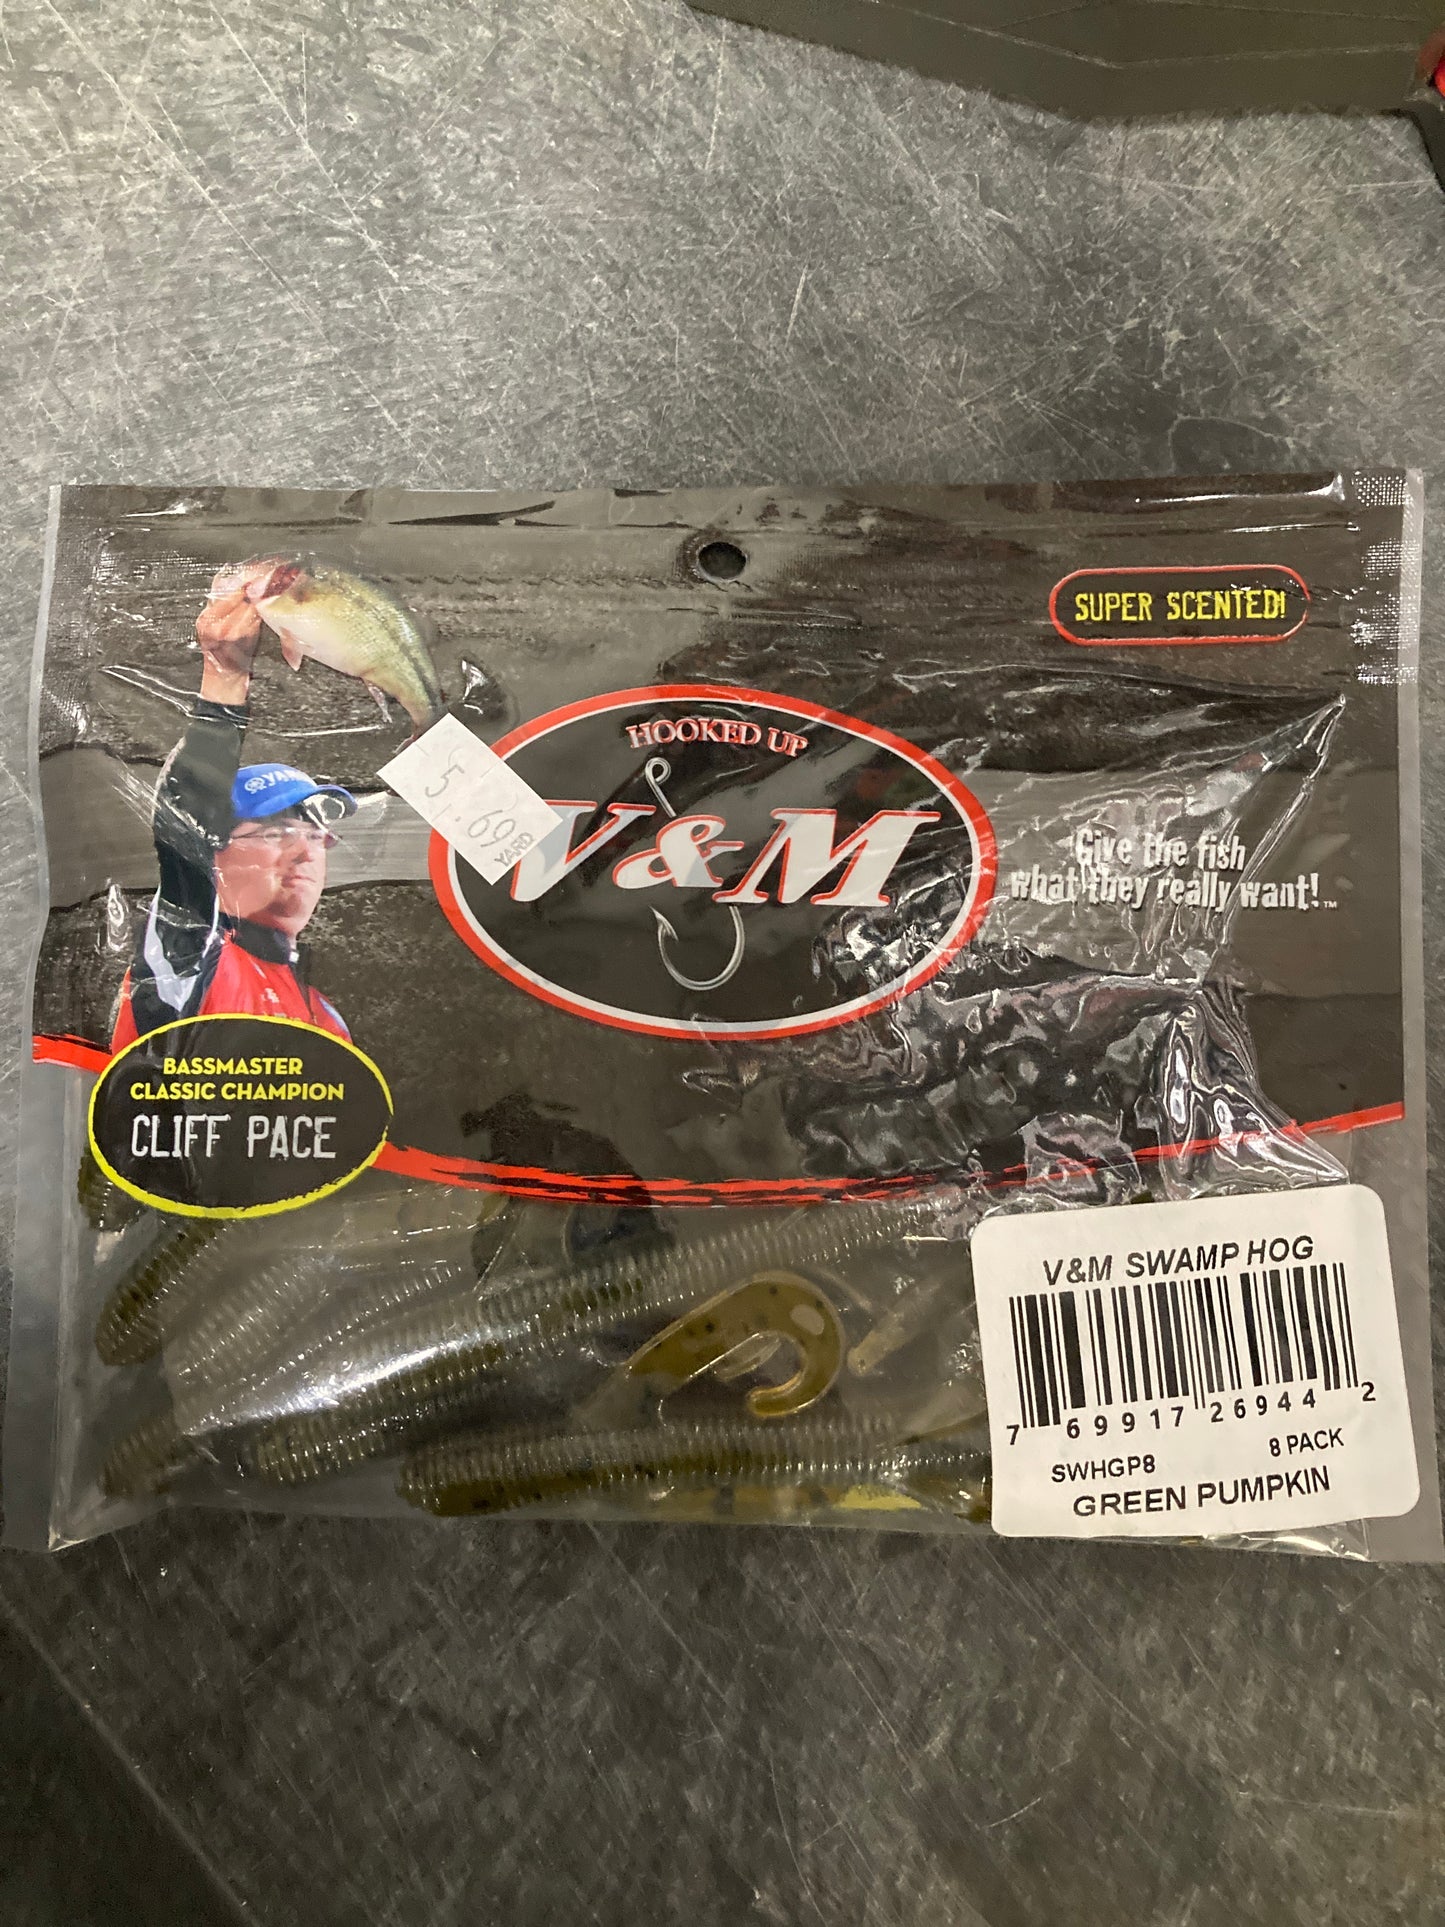 SUPER SCENTED!
HOOKED UP
V&M
5.69
YARD
Give the fish
what they really want!™
BASSMASTER
CLASSIC CHAMPION
CLIFF PACE
V&M SWAMP HOG
7 69917 26944 2
SWHGP8 8 PACK
GREEN PUMPKIN